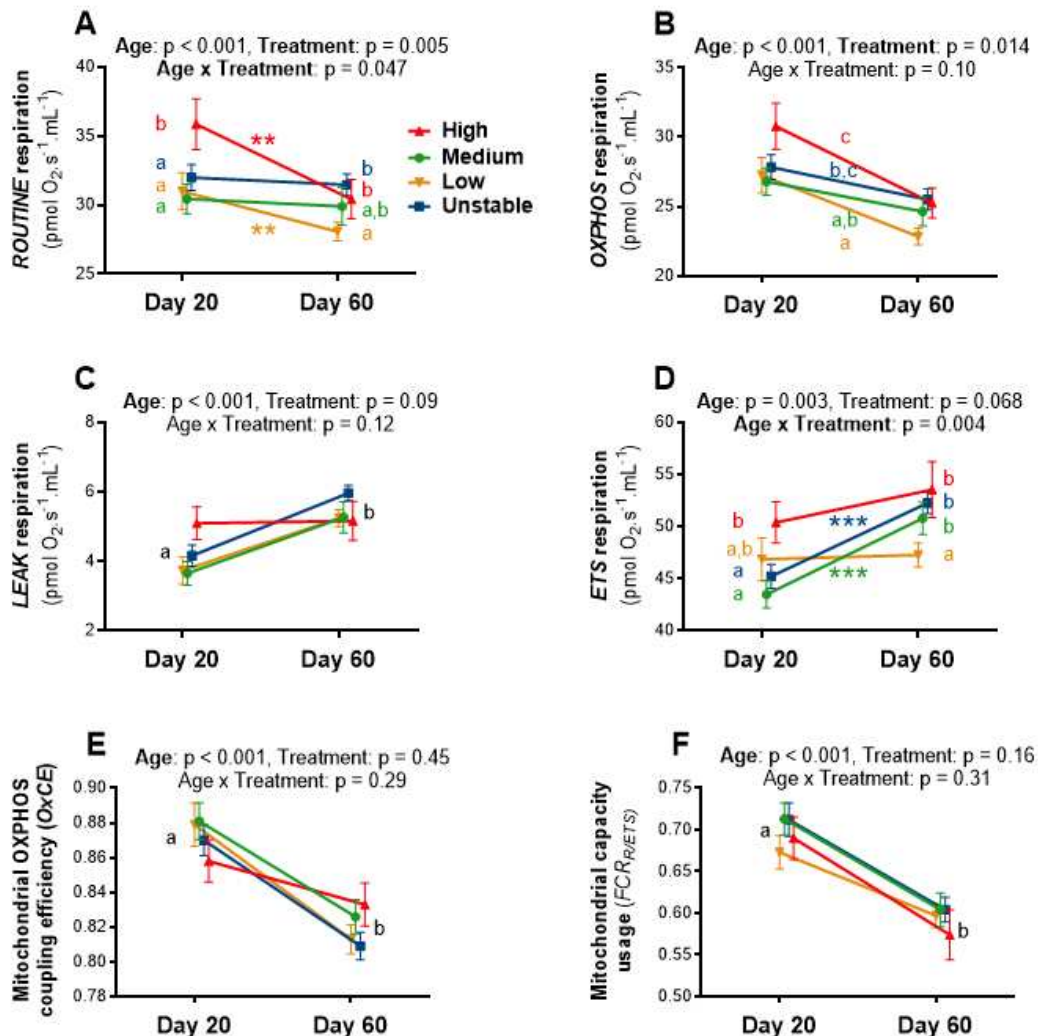 A
Age: p < 0.001, Treatment: p = 0.005
Age x Treatment: p = 0.047
ROUTINE respiration
(pmol O₂.s⁻¹.mL⁻¹)
40
35
30
25
b
a
a
a
**
**
b
b
a,b
a
Day 20
Day 60
High
Medium
Low
Unstable
B
Age: p < 0.001, Treatment: p = 0.014
Age x Treatment: p = 0.10
OXPHOS respiration
(pmol O₂.s⁻¹.mL⁻¹)
35
30
25
20
c
b,c
a,b
a
Day 20
Day 60
C
Age: p < 0.001, Treatment: p = 0.09
Age x Treatment: p = 0.12
LEAK respiration
(pmol O₂.s⁻¹.mL⁻¹)
8
6
4
2
a
b
Day 20
Day 60
D
Age: p = 0.003, Treatment: p = 0.068
Age x Treatment: p = 0.004
ETS respiration
(pmol O₂.s⁻¹.mL⁻¹)
60
55
50
45
40
b
a,b
a
a
***
***
b
b
b
a
Day 20
Day 60
E
Age: p < 0.001, Treatment: p = 0.45
Age x Treatment: p = 0.29
Mitochondrial OXPHOS
coupling efficiency (OxCE)
0.90
0.88
0.86
0.84
0.82
0.80
0.78
a
b
Day 20
Day 60
F
Age: p < 0.001, Treatment: p = 0.16
Age x Treatment: p = 0.31
Mitochondrial capacity
usage (FCR_R/ETS)
0.75
0.70
0.65
0.60
0.55
0.50
a
b
Day 20
Day 60